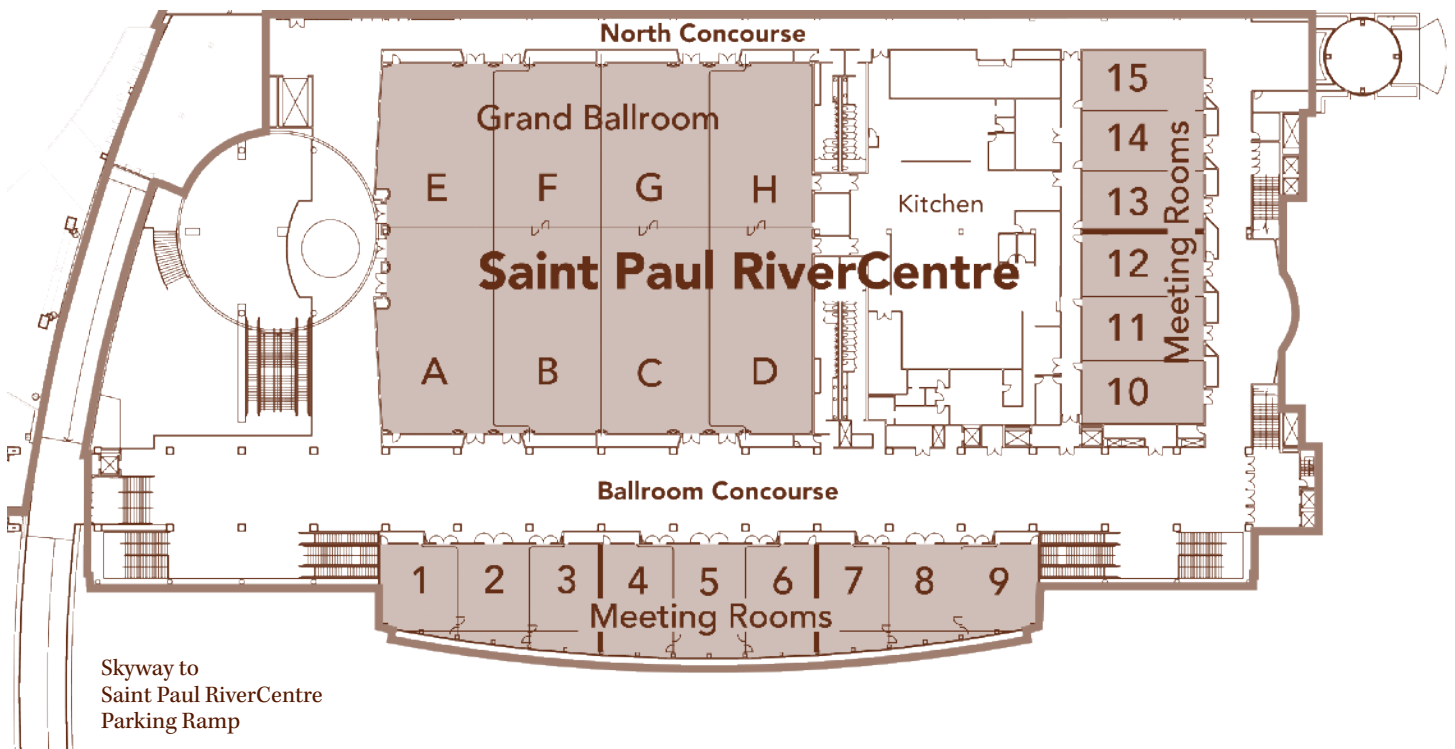 North Concourse
Grand Ballroom
E F G H
Kitchen
Saint Paul RiverCentre
A B C D
15
14
13
12
11
10
Meeting Rooms
Ballroom Concourse
1 2 3 4 5 6 7 8 9
Meeting Rooms
Skyway to
Saint Paul RiverCentre
Parking Ramp